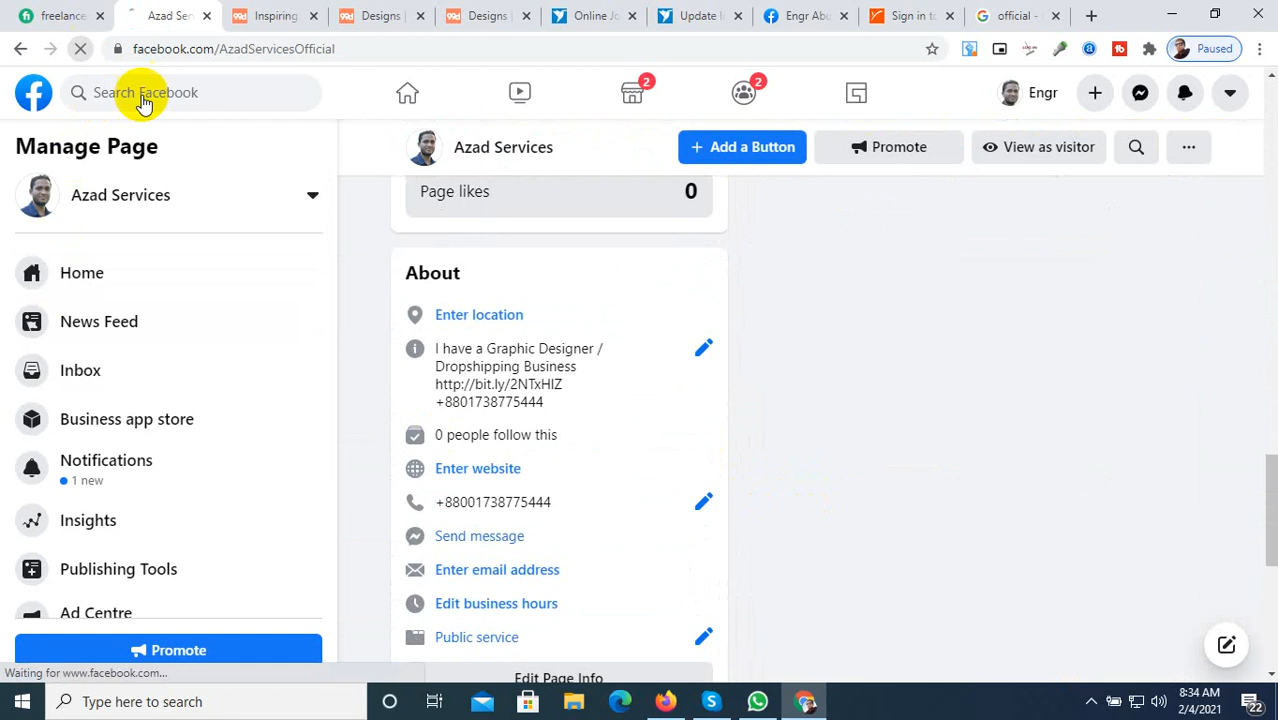 freelance
Azad Ser
Inspiring
Designs |
Designs |
Online Jo
Update I
Engr Abu
Sign in to
official -
facebook.com/AzadServicesOfficial
Paused
Search Facebook
2
2
Engr
Manage Page
Azad Services
Add a Button
Promote
View as visitor
Azad Services
Page likes
0
Home
News Feed
Inbox
Business app store
Notifications
1 new
Insights
Publishing Tools
Ad Centre
Promote
About
Enter location
I have a Graphic Designer /
Dropshipping Business
http://bit.ly/2NTxHIZ
+8801738775444
0 people follow this
Enter website
+88001738775444
Send message
Enter email address
Edit business hours
Public service
Edit Page Info
Waiting for www.facebook.com...
Type here to search
8:34 AM
2/4/2021
22